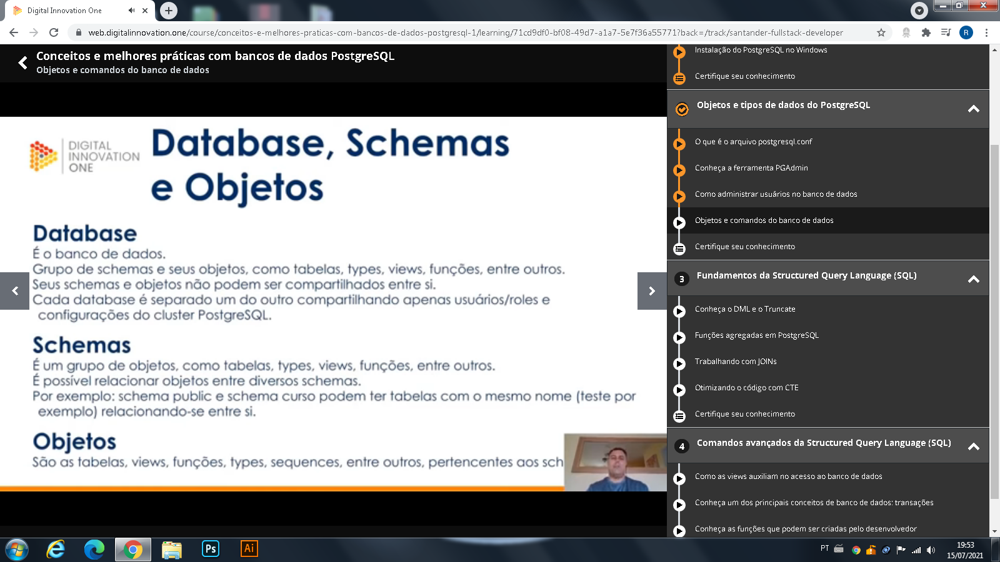 Digital Innovation One
web.digitalinnovation.one/course/conceitos-e-melhores-praticas-com-bancos-de-dados-postgresql-1/learning/71cd9df0-bf08-49d7-a1a7-5e7f36a55771?back=/track/santander-fullstack-developer
R
Conceitos e melhores práticas com bancos de dados PostgreSQL
Objetos e comandos do banco de dados
DIGITAL
INNOVATION
ONE
Database, Schemas
e Objetos
Database
É o banco de dados.
Grupo de schemas e seus objetos, como tabelas, types, views, funções, entre outros.
Seus schemas e objetos não podem ser compartilhados entre si.
Cada database é separado um do outro compartilhando apenas usuários/roles e
configurações do cluster PostgreSQL.
Schemas
É um grupo de objetos, como tabelas, types, views, funções, entre outros.
É possível relacionar objetos entre diversos schemas.
Por exemplo: schema public e schema curso podem ter tabelas com o mesmo nome (teste por
exemplo) relacionando-se entre si.
Objetos
São as tabelas, views, funções, types, sequences, entre outros, pertencentes aos sch
Instalação do PostgreSQL no Windows
Certifique seu conhecimento
Objetos e tipos de dados do PostgreSQL
O que é o arquivo postgresql.conf
Conheça a ferramenta PGAdmin
Como administrar usuários no banco de dados
Objetos e comandos do banco de dados
Certifique seu conhecimento
3 Fundamentos da Structured Query Language (SQL)
Conheça o DML e o Truncate
Funções agregadas em PostgreSQL
Trabalhando com JOINs
Otimizando o código com CTE
Certifique seu conhecimento
4 Comandos avançados da Structured Query Language (SQL)
Como as views auxiliam no acesso ao banco de dados
Conheça um dos principais conceitos de banco de dados: transações
Conheça as funções que podem ser criadas pelo desenvolvedor
Ps
Ai
PT
19:53
15/07/2021